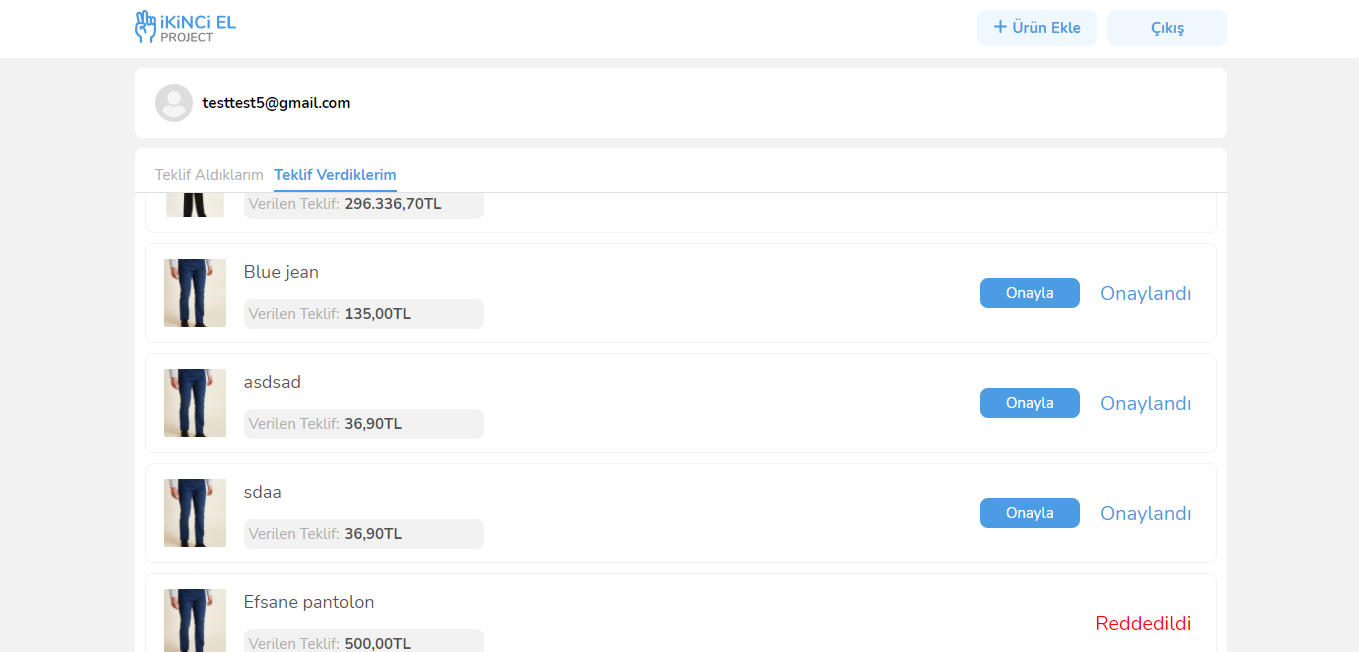 iKiNCi EL
PROJECT
+ Ürün Ekle
Çıkış
testtest5@gmail.com
Teklif Aldıklarım Teklif Verdiklerim
Verilen Teklif: 296.336,70TL
Blue jean
Verilen Teklif: 135,00TL
Onayla Onaylandı
asdsad
Verilen Teklif: 36,90TL
Onayla Onaylandı
sdaa
Verilen Teklif: 36,90TL
Onayla Onaylandı
Efsane pantolon
Verilen Teklif: 500,00TL
Reddedildi